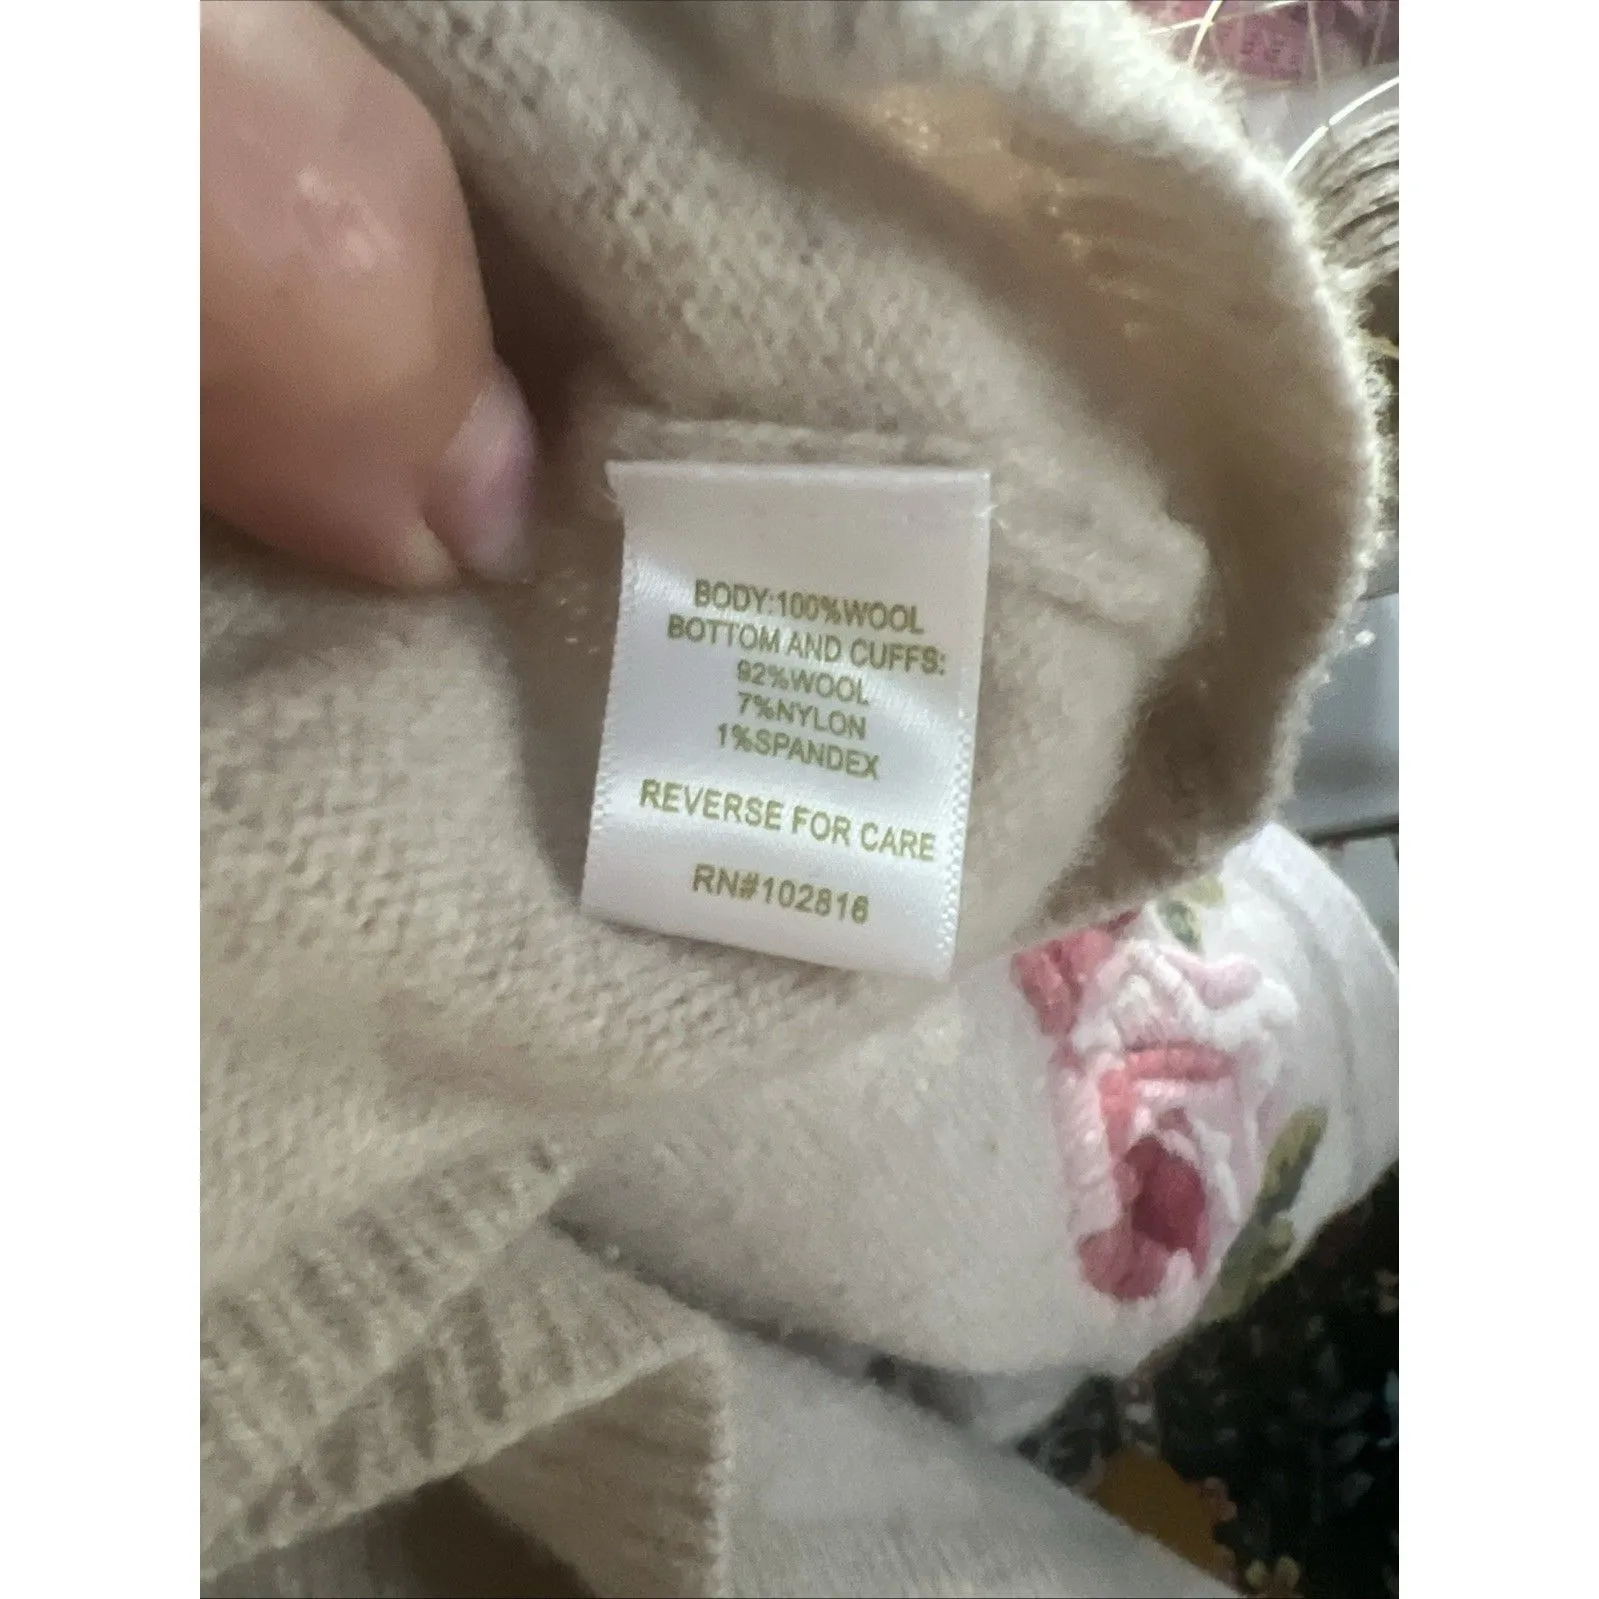 BODY:100%WOOL
BOTTOM AND CUFFS:
92%WOOL
7%NYLON
1%SPANDEX
REVERSE FOR CARE
RN#102816